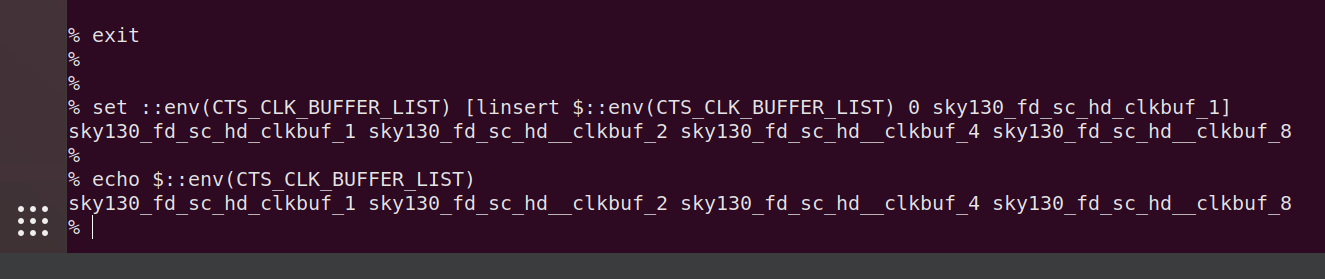 % exit
%
%
% set ::env(CTS_CLK_BUFFER_LIST) [linsert $::env(CTS_CLK_BUFFER_LIST) 0 sky130_fd_sc_hd_clkbuf_1]
sky130_fd_sc_hd_clkbuf_1 sky130_fd_sc_hd__clkbuf_2 sky130_fd_sc_hd__clkbuf_4 sky130_fd_sc_hd__clkbuf_8
%
% echo $::env(CTS_CLK_BUFFER_LIST)
sky130_fd_sc_hd_clkbuf_1 sky130_fd_sc_hd__clkbuf_2 sky130_fd_sc_hd__clkbuf_4 sky130_fd_sc_hd__clkbuf_8
%